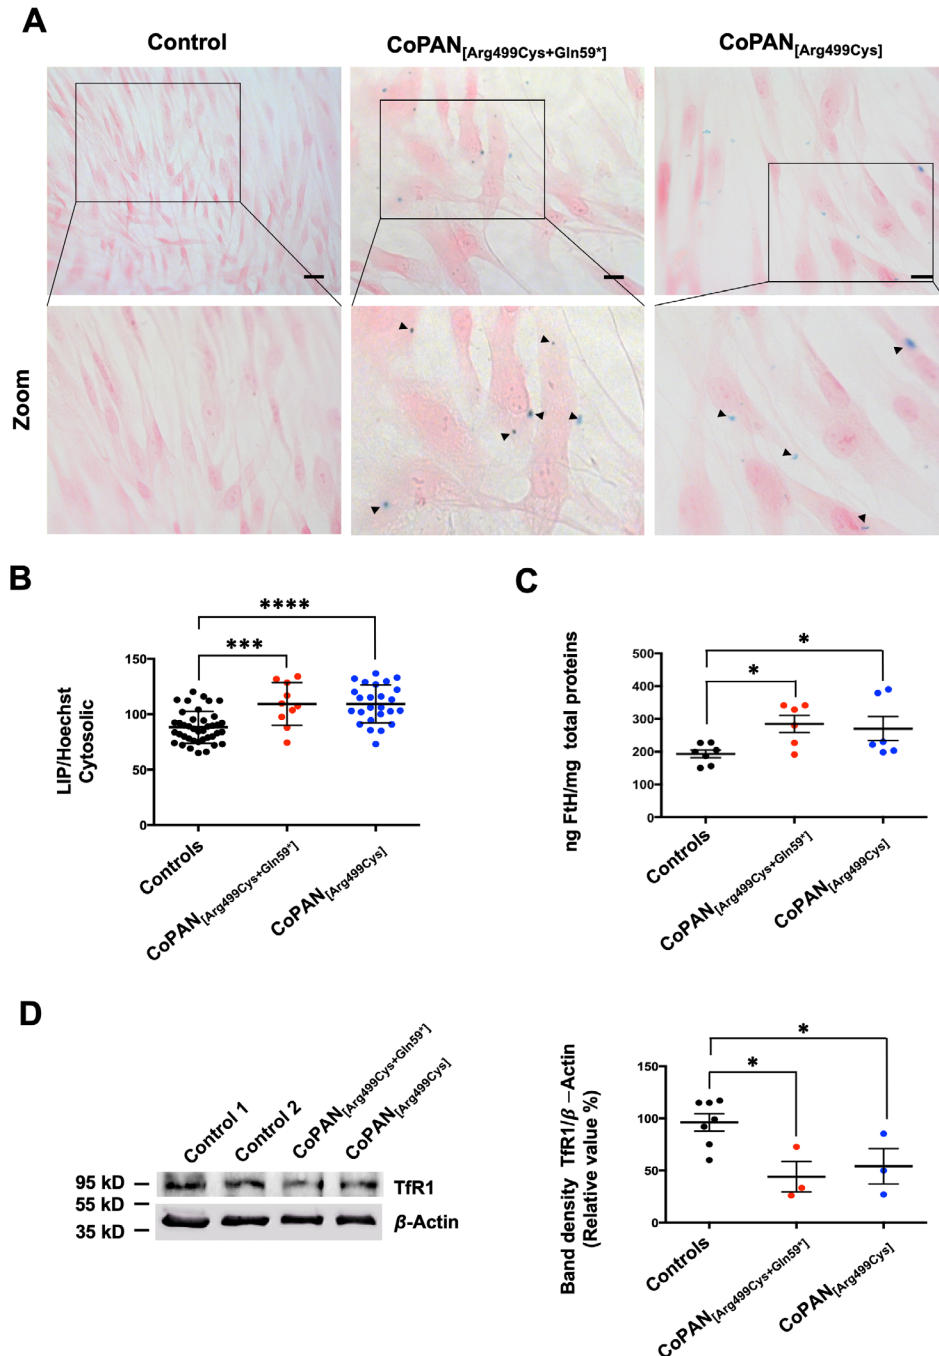 A
Control
CoPAN[Arg499Cys+Gln59*]
CoPAN[Arg499Cys]
Zoom
B
****
***
LIP/Hoechst
Cytosolic
150
100
50
0
Controls
CoPAN[Arg499Cys+Gln59*]
CoPAN[Arg499Cys]
C
*
*
ng FtH/mg total proteins
500
400
300
200
100
0
Controls
CoPAN[Arg499Cys+Gln59*]
CoPAN[Arg499Cys]
D
Control 1
Control 2
CoPAN[Arg499Cys+Gln59*]
CoPAN[Arg499Cys]
95 kD
55 kD
35 kD
TfR1
β-Actin
*
*
Band density TfR1/β –Actin
(Relative value %)
150
100
50
0
Controls
CoPAN[Arg499Cys+Gln59*]
CoPAN[Arg499Cys]